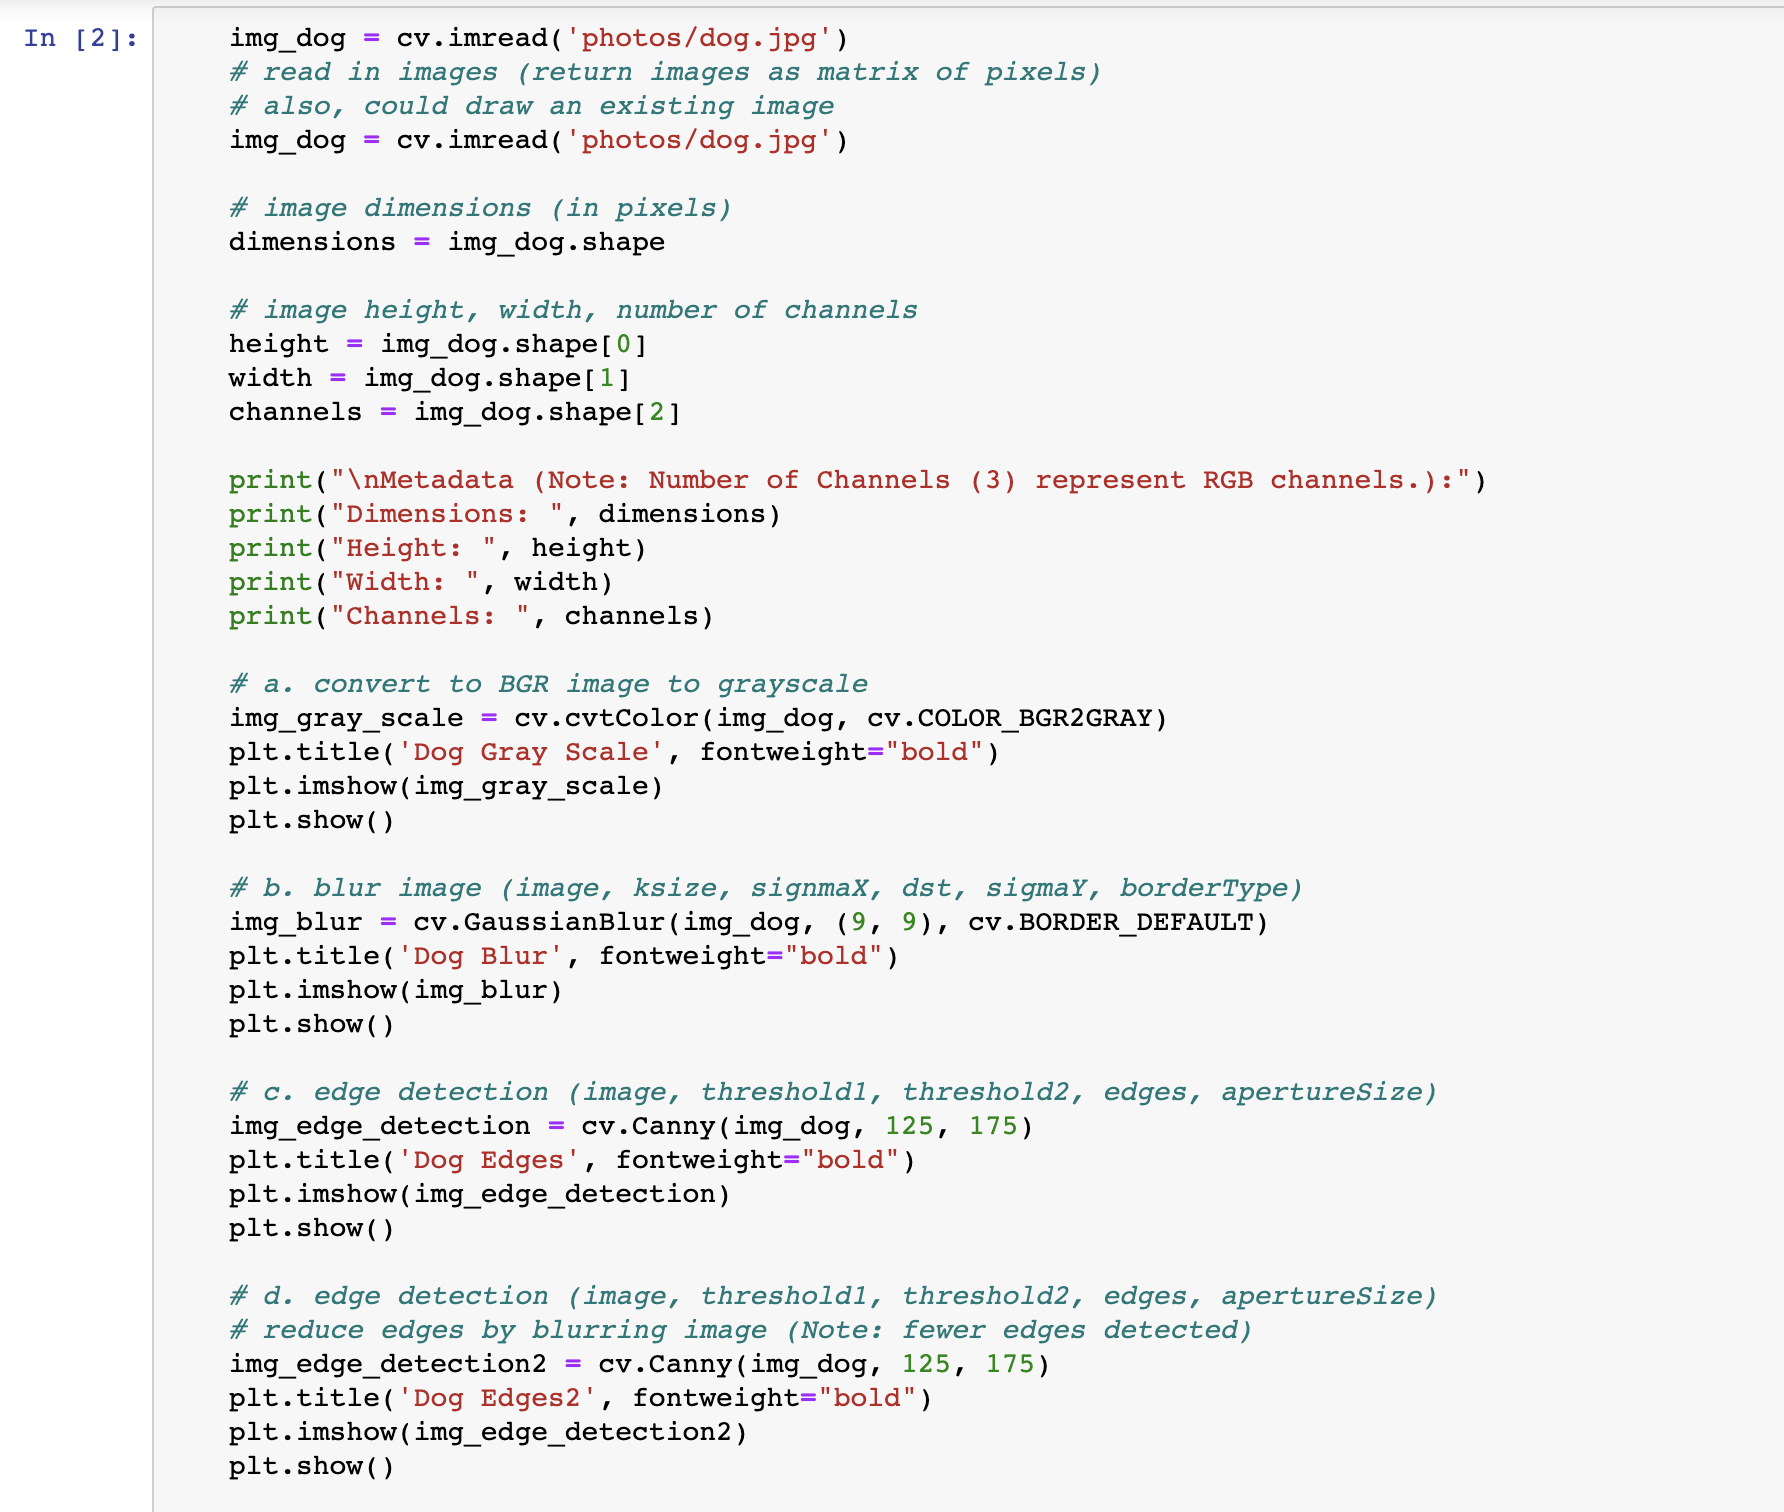 In [2]:
img_dog = cv.imread('photos/dog.jpg')
# read in images (return images as matrix of pixels)
# also, could draw an existing image
img_dog = cv.imread('photos/dog.jpg')
# image dimensions (in pixels)
dimensions = img_dog.shape
# image height, width, number of channels
height = img_dog.shape[0]
width = img_dog.shape[1]
channels = img_dog.shape[2]
print("\nMetadata (Note: Number of Channels (3) represent RGB channels.):")
print("Dimensions: ", dimensions)
print("Height: ", height)
print("Width: ", width)
print("Channels: ", channels)
# a. convert to BGR image to grayscale
img_gray_scale = cv.cvtColor(img_dog, cv.COLOR_BGR2GRAY)
plt.title('Dog Gray Scale', fontweight="bold")
plt.imshow(img_gray_scale)
plt.show()
# b. blur image (image, ksize, signmaX, dst, sigmaY, borderType)
img_blur = cv.GaussianBlur(img_dog, (9, 9), cv.BORDER_DEFAULT)
plt.title('Dog Blur', fontweight="bold")
plt.imshow(img_blur)
plt.show()
# c. edge detection (image, threshold1, threshold2, edges, apertureSize)
img_edge_detection = cv.Canny(img_dog, 125, 175)
plt.title('Dog Edges', fontweight="bold")
plt.imshow(img_edge_detection)
plt.show()
# d. edge detection (image, threshold1, threshold2, edges, apertureSize)
# reduce edges by blurring image (Note: fewer edges detected)
img_edge_detection2 = cv.Canny(img_dog, 125, 175)
plt.title('Dog Edges2', fontweight="bold")
plt.imshow(img_edge_detection2)
plt.show()